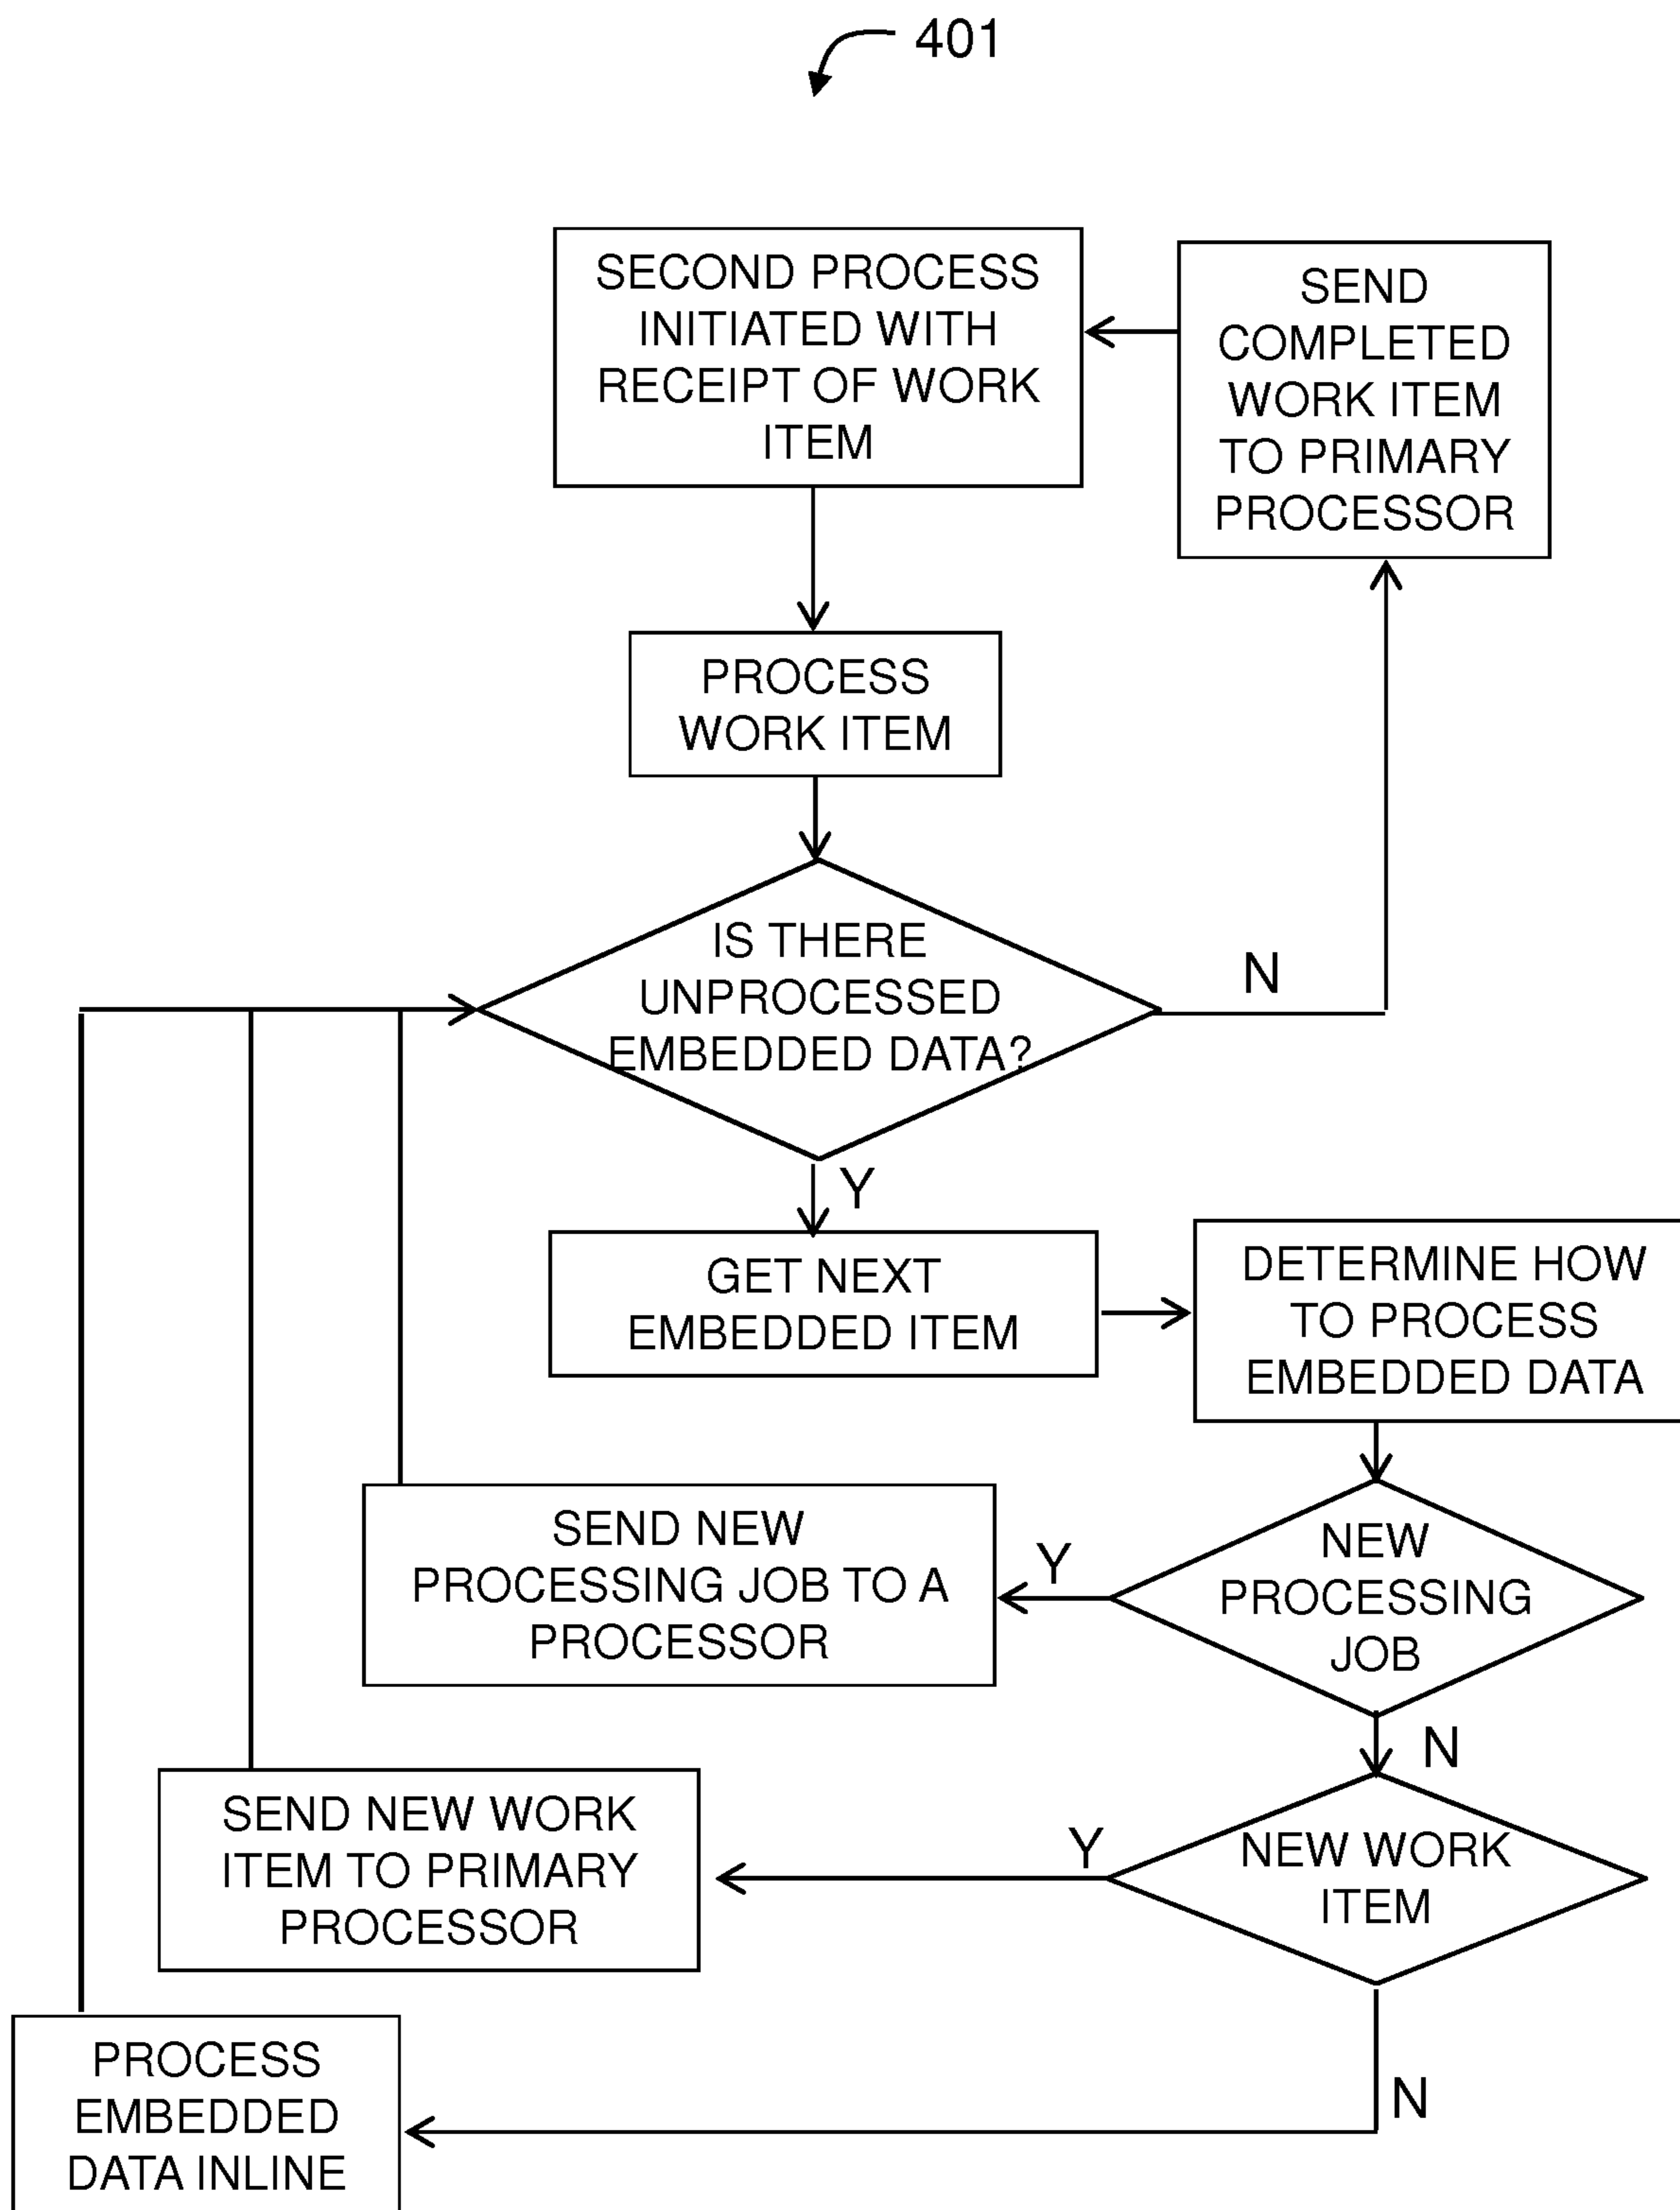 401
SECOND PROCESS
INITIATED WITH
RECEIPT OF WORK
ITEM
SEND
COMPLETED
WORK ITEM
TO PRIMARY
PROCESSOR
PROCESS
WORK ITEM
IS THERE
UNPROCESSED
EMBEDDED DATA?
N
Y
GET NEXT
EMBEDDED ITEM
DETERMINE HOW
TO PROCESS
EMBEDDED DATA
NEW
PROCESSING
JOB
Y
SEND NEW
PROCESSING JOB TO A
PROCESSOR
N
NEW WORK
ITEM
Y
SEND NEW WORK
ITEM TO PRIMARY
PROCESSOR
N
PROCESS
EMBEDDED
DATA INLINE